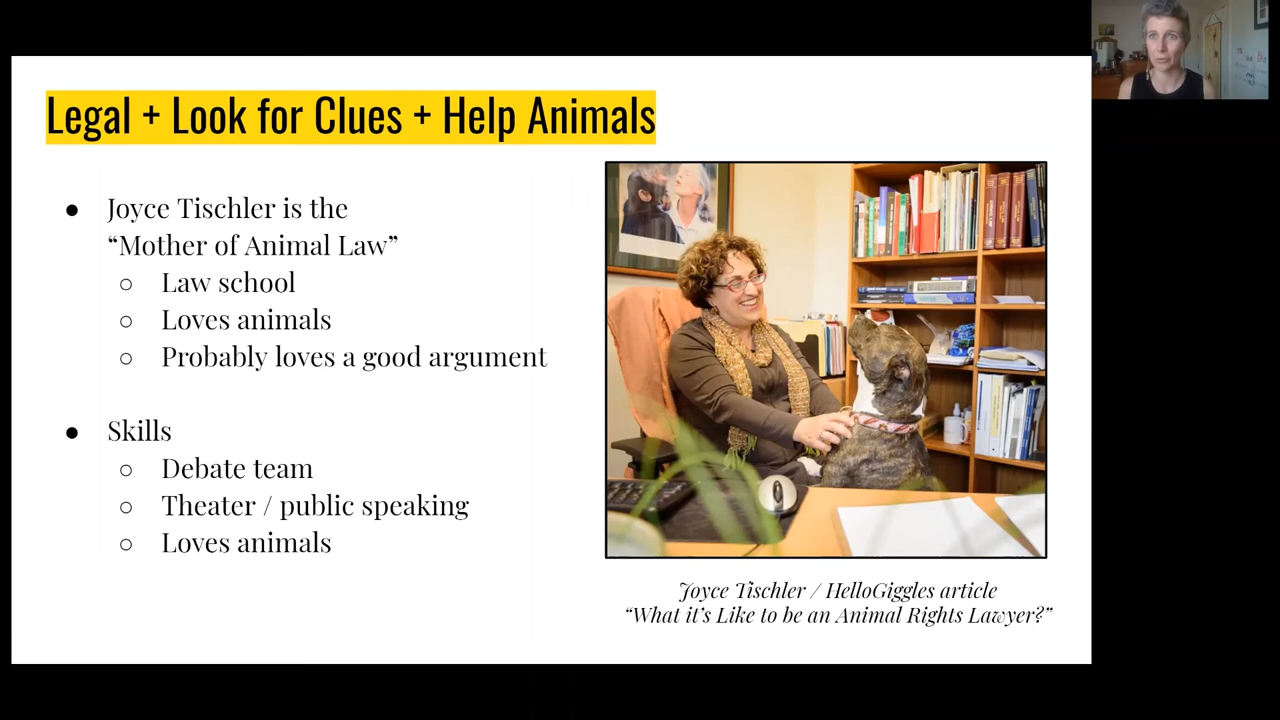 Legal + Look for Clues + Help Animals
● Joyce Tischler is the
“Mother of Animal Law”
○ Law school
○ Loves animals
○ Probably loves a good argument
● Skills
○ Debate team
○ Theater / public speaking
○ Loves animals
Joyce Tischler / HelloGiggles article
“What it’s Like to be an Animal Rights Lawyer?”